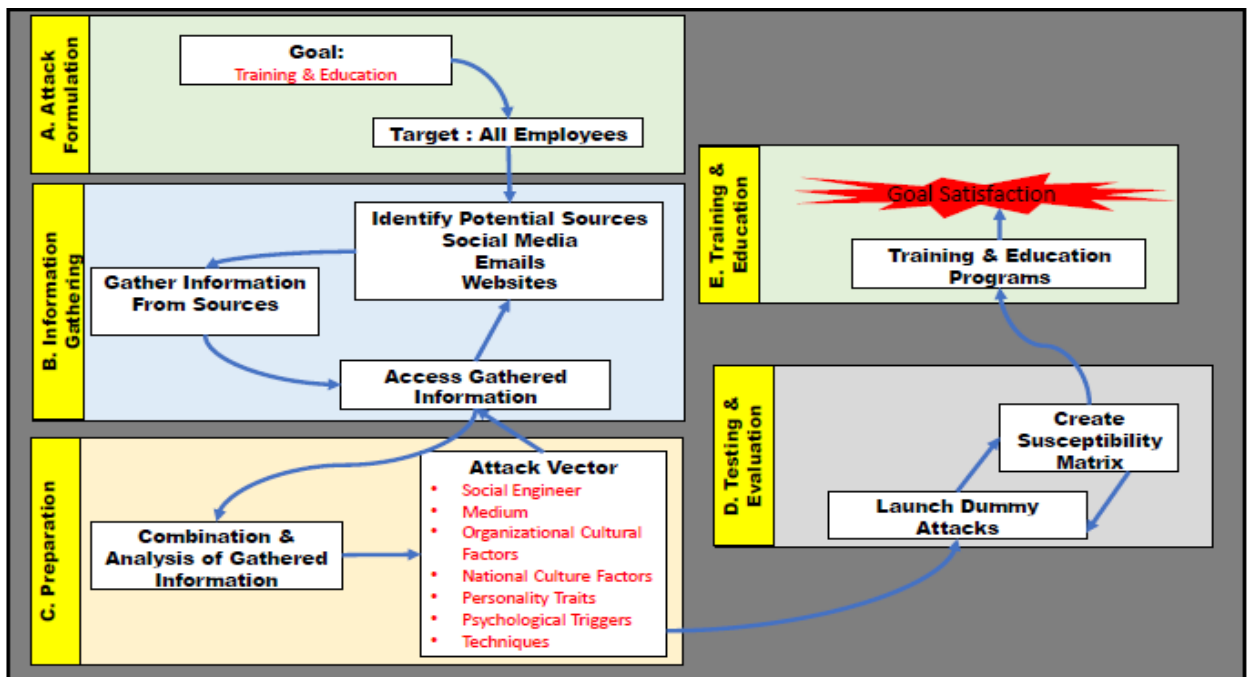 A. Attack
Formulation
Goal:
Training & Education
Target : All Employees
B. Information
Gathering
Identify Potential Sources
Social Media
Emails
Websites
Gather Information
From Sources
Access Gathered
Information
C. Preparation
Combination &
Analysis of Gathered
Information
Attack Vector
• Social Engineer
• Medium
• Organizational Cultural
Factors
• National Culture Factors
• Personality Traits
• Psychological Triggers
• Techniques
D. Testing &
Evaluation
Create
Susceptibility
Matrix
Launch Dummy
Attacks
E. Training &
Education
Goal Satisfaction
Training & Education
Programs